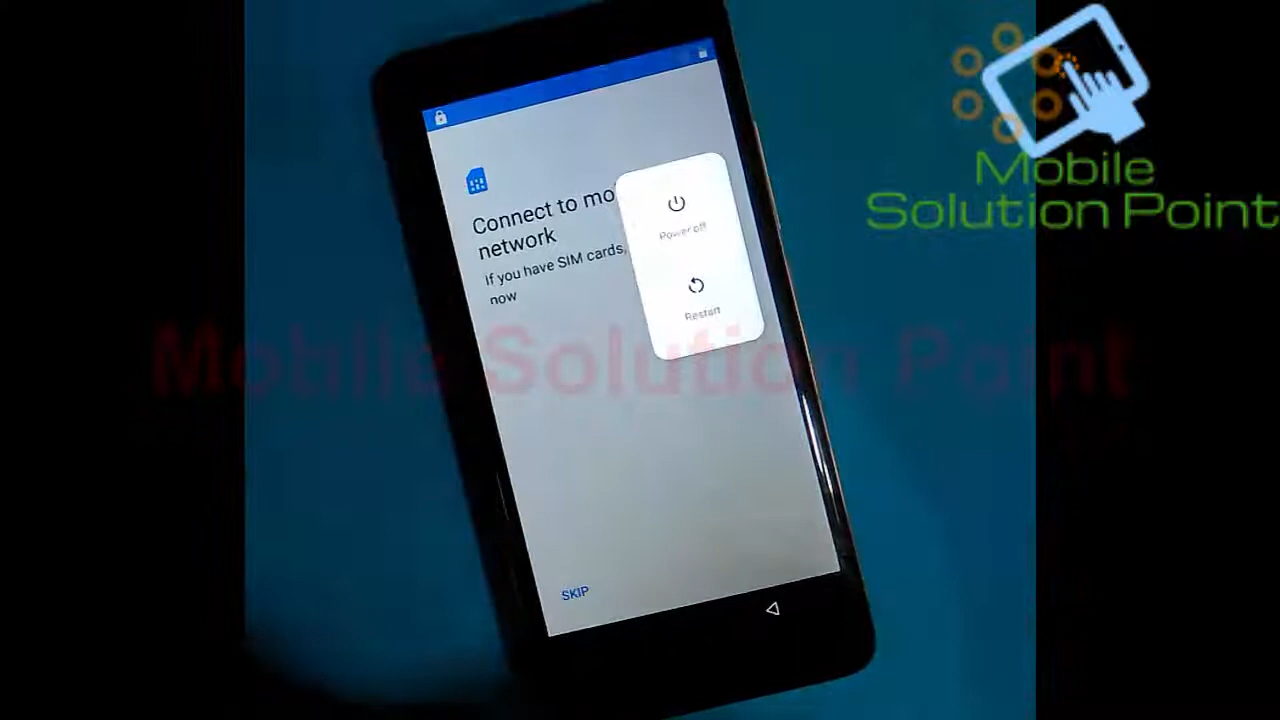 Mobile
Solution Point
Connect to mo
network
If you have SIM cards,
now
Power off
Restart
Mobile Solution Point
SKIP